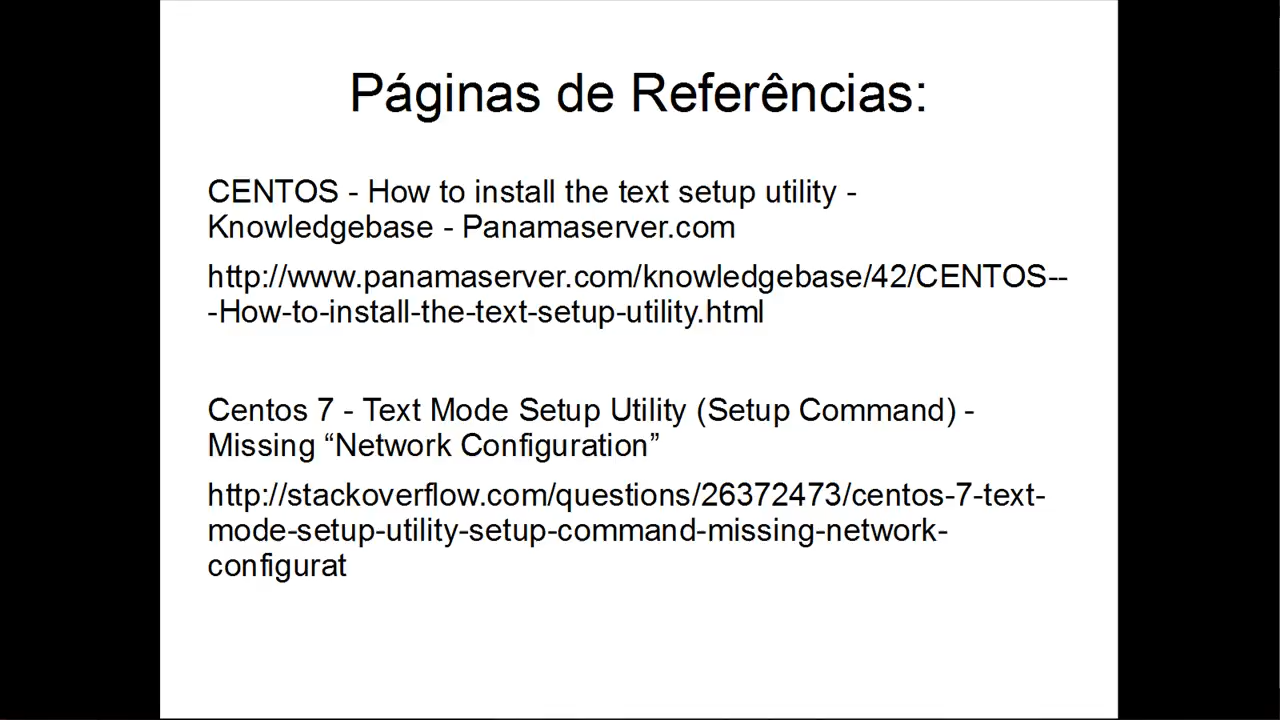 Páginas de Referências:
CENTOS - How to install the text setup utility -
Knowledgebase - Panamaserver.com
http://www.panamaserver.com/knowledgebase/42/CENTOS--
-How-to-install-the-text-setup-utility.html
Centos 7 - Text Mode Setup Utility (Setup Command) -
Missing “Network Configuration”
http://stackoverflow.com/questions/26372473/centos-7-text-
mode-setup-utility-setup-command-missing-network-
configurat